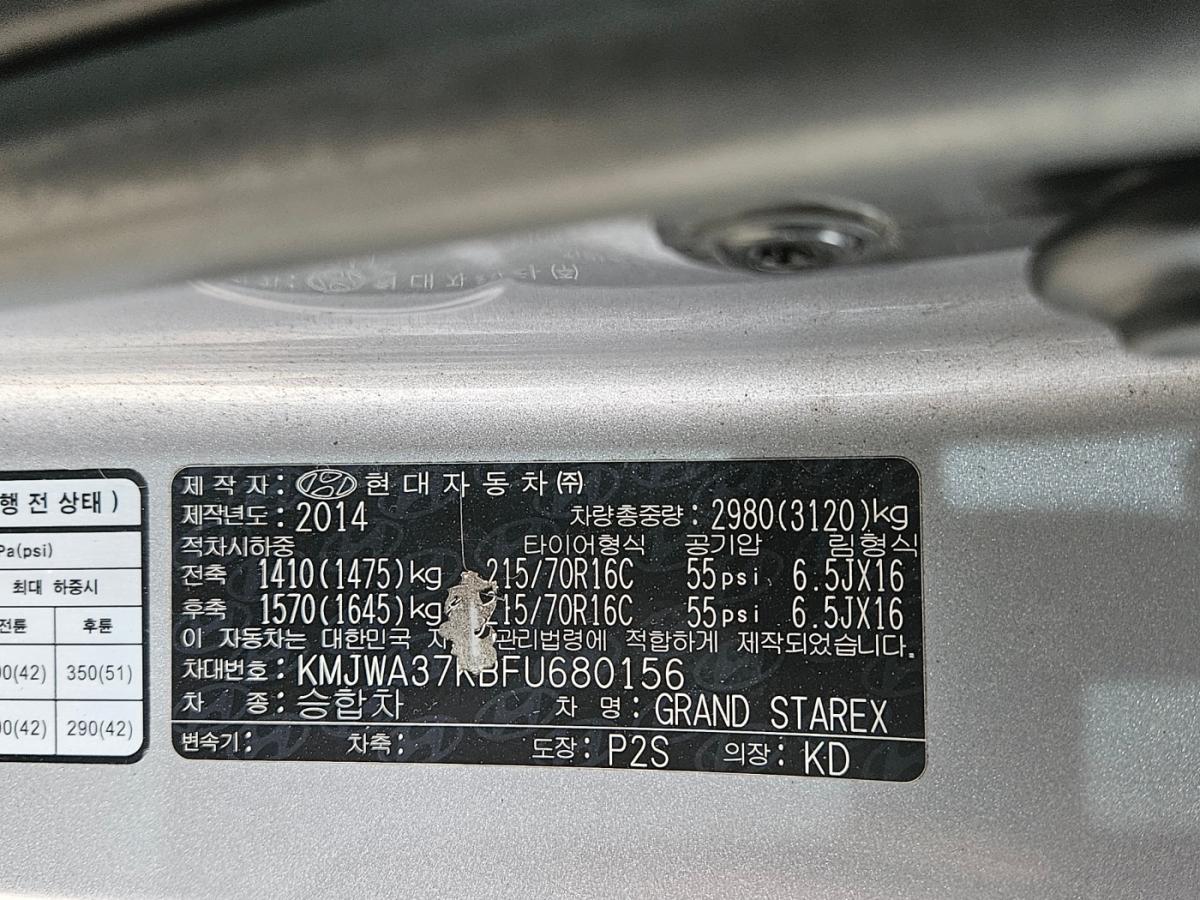 행 전 상태 )
Pa(psi)
최대 하중시
전륜 후륜
00(42) 350(51)
00(42) 290(42)
제 작 자 : 현 대 자 동 차 ㈜
제작년도 : 2014 차량총중량 : 2980(3120)kg
적차시하중 타이어형식 공기압 림형식
전축 1410(1475)kg 215/70R16C 55psi 6.5JX16
후축 1570(1645)kg 215/70R16C 55psi 6.5JX16
이 자동차는 대한민국 관리법령에 적합하게 제작되었습니다.
차대번호 : KMJWA37KBFU680156
차 종 : 승합차 차 명 : GRAND STAREX
변속기 : 차축 : 도장 : P2S 의장 : KD